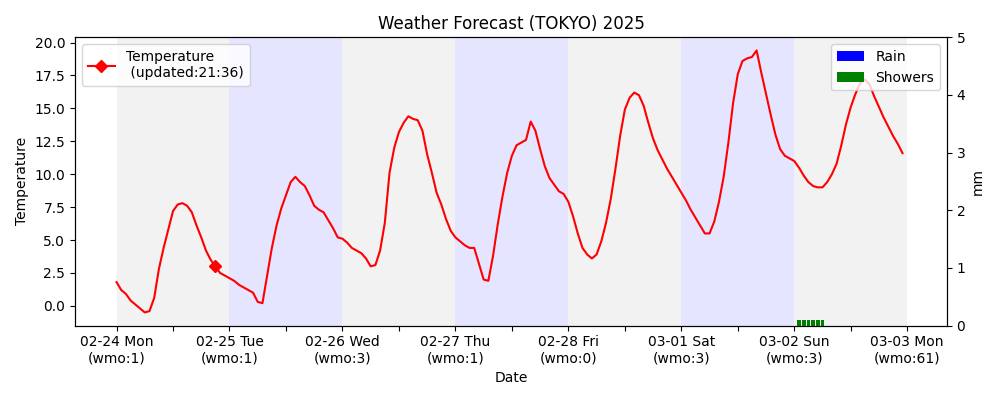 Weather Forecast (TOKYO) 2025
Temperature
(updated:21:36)
Rain
Showers
Temperature
20.0
17.5
15.0
12.5
10.0
7.5
5.0
2.5
0.0
5
4
3
2
1
0
mm
02-24 Mon
(wmo:1)
02-25 Tue
(wmo:1)
02-26 Wed
(wmo:3)
02-27 Thu
(wmo:1)
02-28 Fri
(wmo:0)
03-01 Sat
(wmo:3)
03-02 Sun
(wmo:3)
03-03 Mon
(wmo:61)
Date